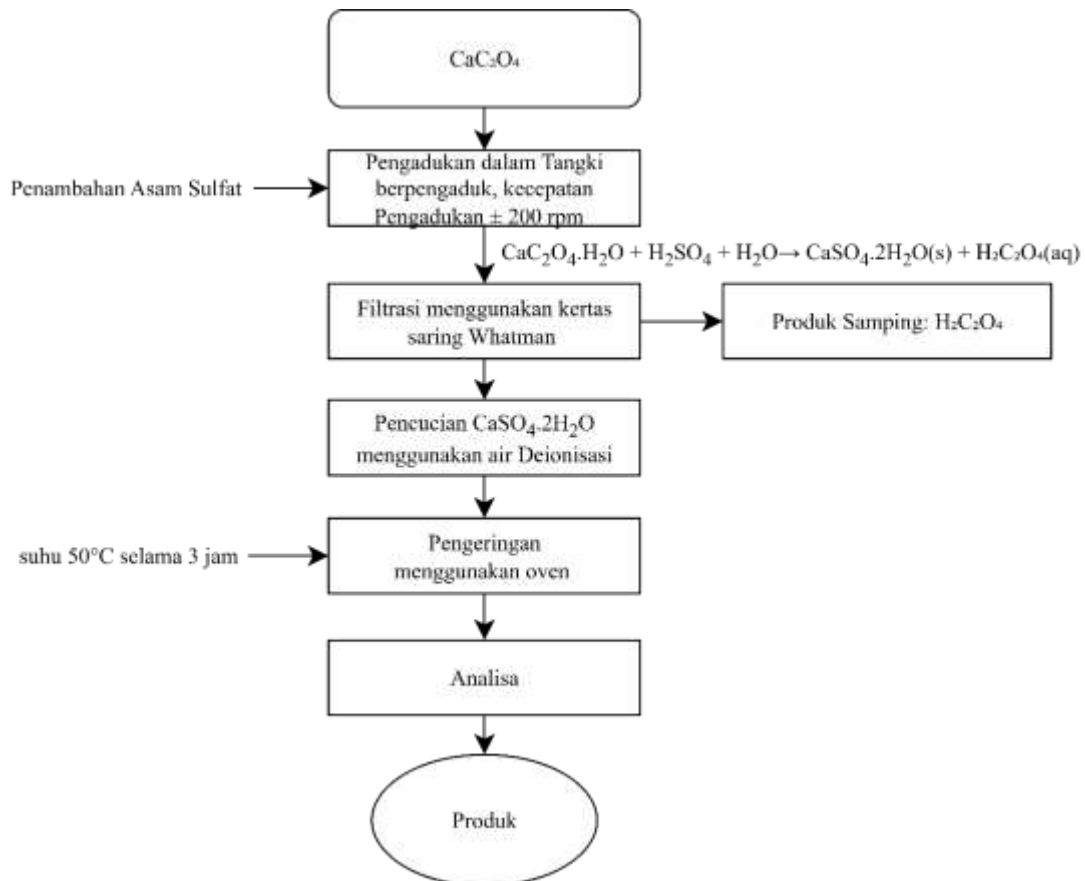 CaC₂O₄
Penambahan Asam Sulfat
Pengadukan dalam Tangki
berpengaduk, kecepatan
Pengadukan ± 200 rpm
CaC₂O₄.H₂O + H₂SO₄ + H₂O→ CaSO₄.2H₂O(s) + H₂C₂O₄(aq)
Filtrasi menggunakan kertas
saring Whatman
Produk Samping: H₂C₂O₄
Pencucian CaSO₄.2H₂O
menggunakan air Deionisasi
suhu 50°C selama 3 jam
Pengeringan
menggunakan oven
Analisa
Produk